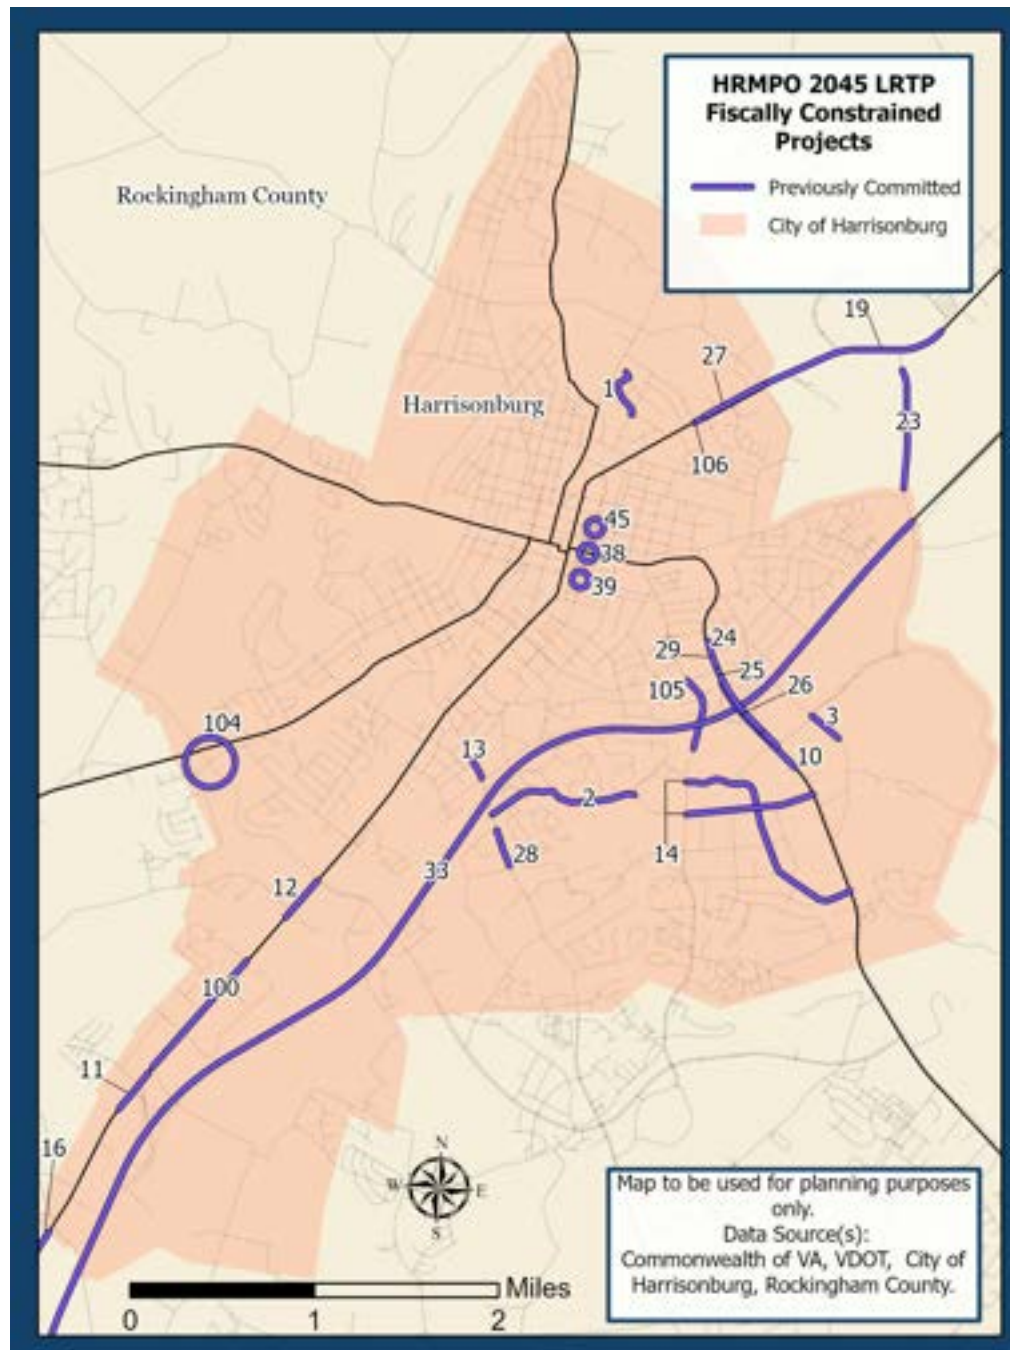 HRMPO 2045 LRTP
Fiscally Constrained
Projects
Previously Committed
City of Harrisonburg
Rockingham County
19
27
1
Harrisonburg
23
106
45
38
39
24
29
25
105
26
3
104
13
10
2
14
28
33
12
100
11
16
N
W
E
S
Map to be used for planning purposes
only.
Data Source(s):
Commonwealth of VA, VDOT, City of
Harrisonburg, Rockingham County.
Miles
0 1 2